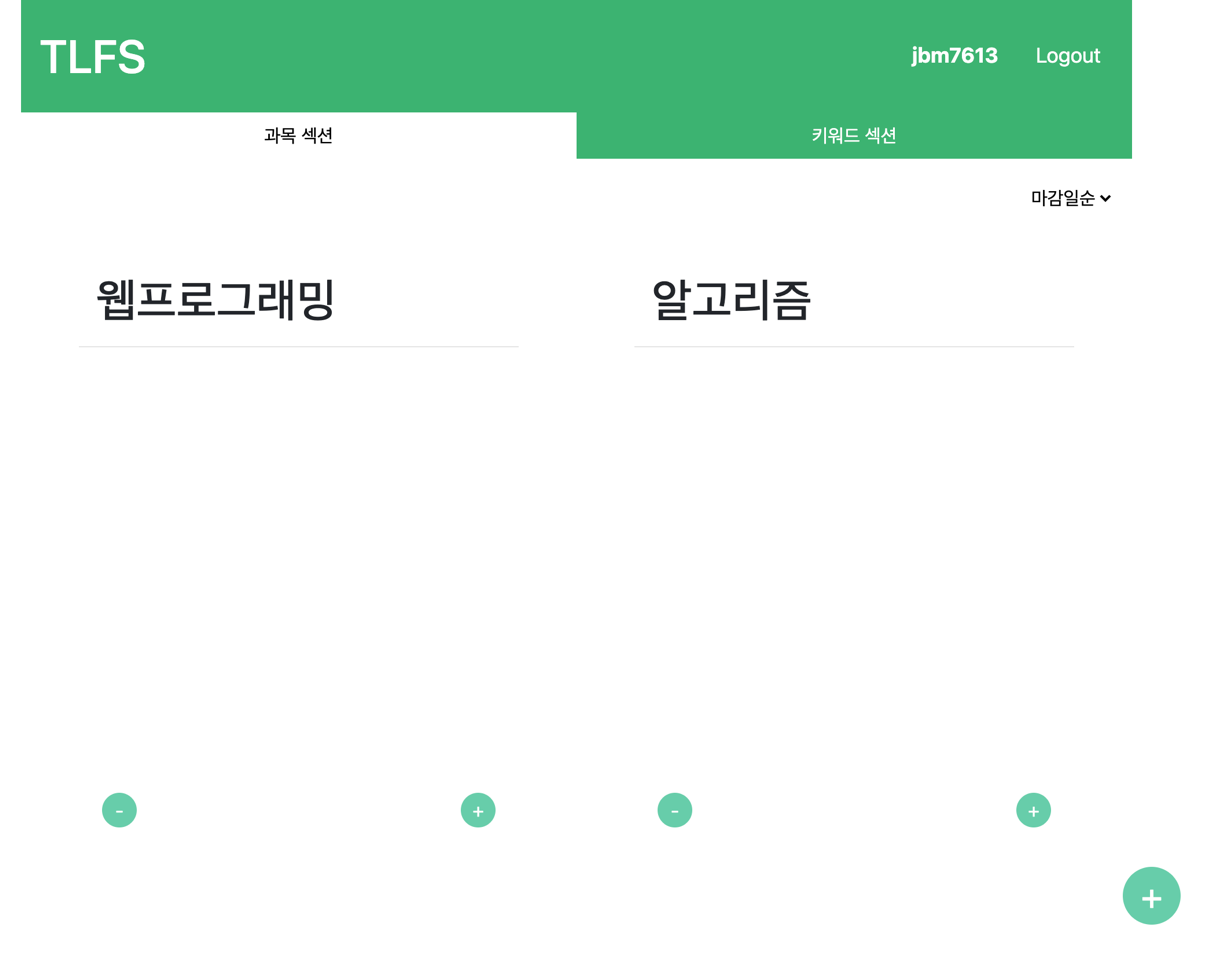 TLFS
jbm7613 Logout
과목 섹션 키워드 섹션
마감일순
웹프로그래밍 알고리즘
- + - +
+